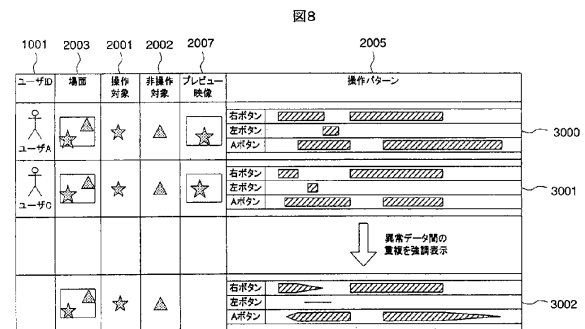 図8
1001 2003 2001 2002 2007 2005
ユーザID 場面 操作対象 非操作対象 プレビュー映像 操作パターン
ユーザA
右ボタン
左ボタン
Aボタン
3000
ユーザC
右ボタン
左ボタン
Aボタン
3001
異常データ間の
重複を強調表示
右ボタン
左ボタン
Aボタン
3002